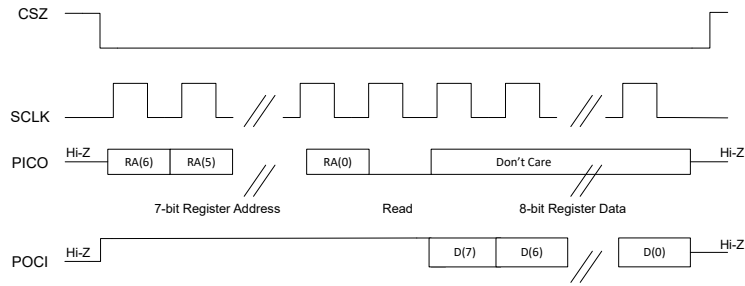 CSZ
SCLK
Hi-Z
PICO
RA(6) RA(5) RA(0) Don't Care
Hi-Z
7-bit Register Address Read 8-bit Register Data
Hi-Z
POCI
D(7) D(6) D(0)
Hi-Z